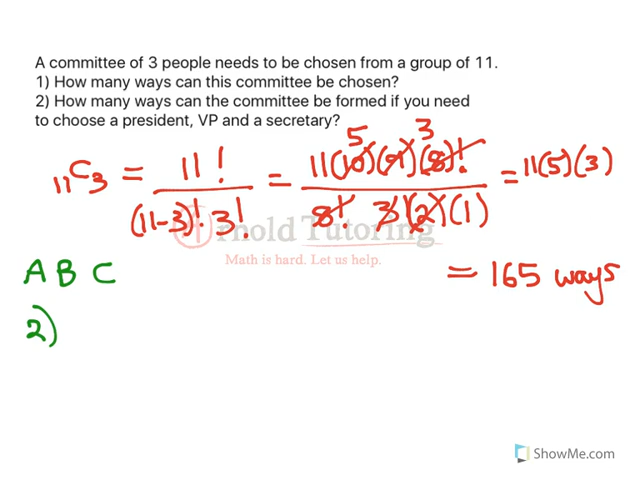 A committee of 3 people needs to be chosen from a group of 11.
1) How many ways can this committee be chosen?
2) How many ways can the committee be formed if you need
to choose a president, VP and a secretary?
5 3
₁₁C₃ = 11! / (11-3)! 3! = 11(10)(9)(8)! / 8! 3(2)(1) = 11(5)(3)
Arnold Tutoring
Math is hard. Let us help.
A B C = 165 ways
2)
ShowMe.com